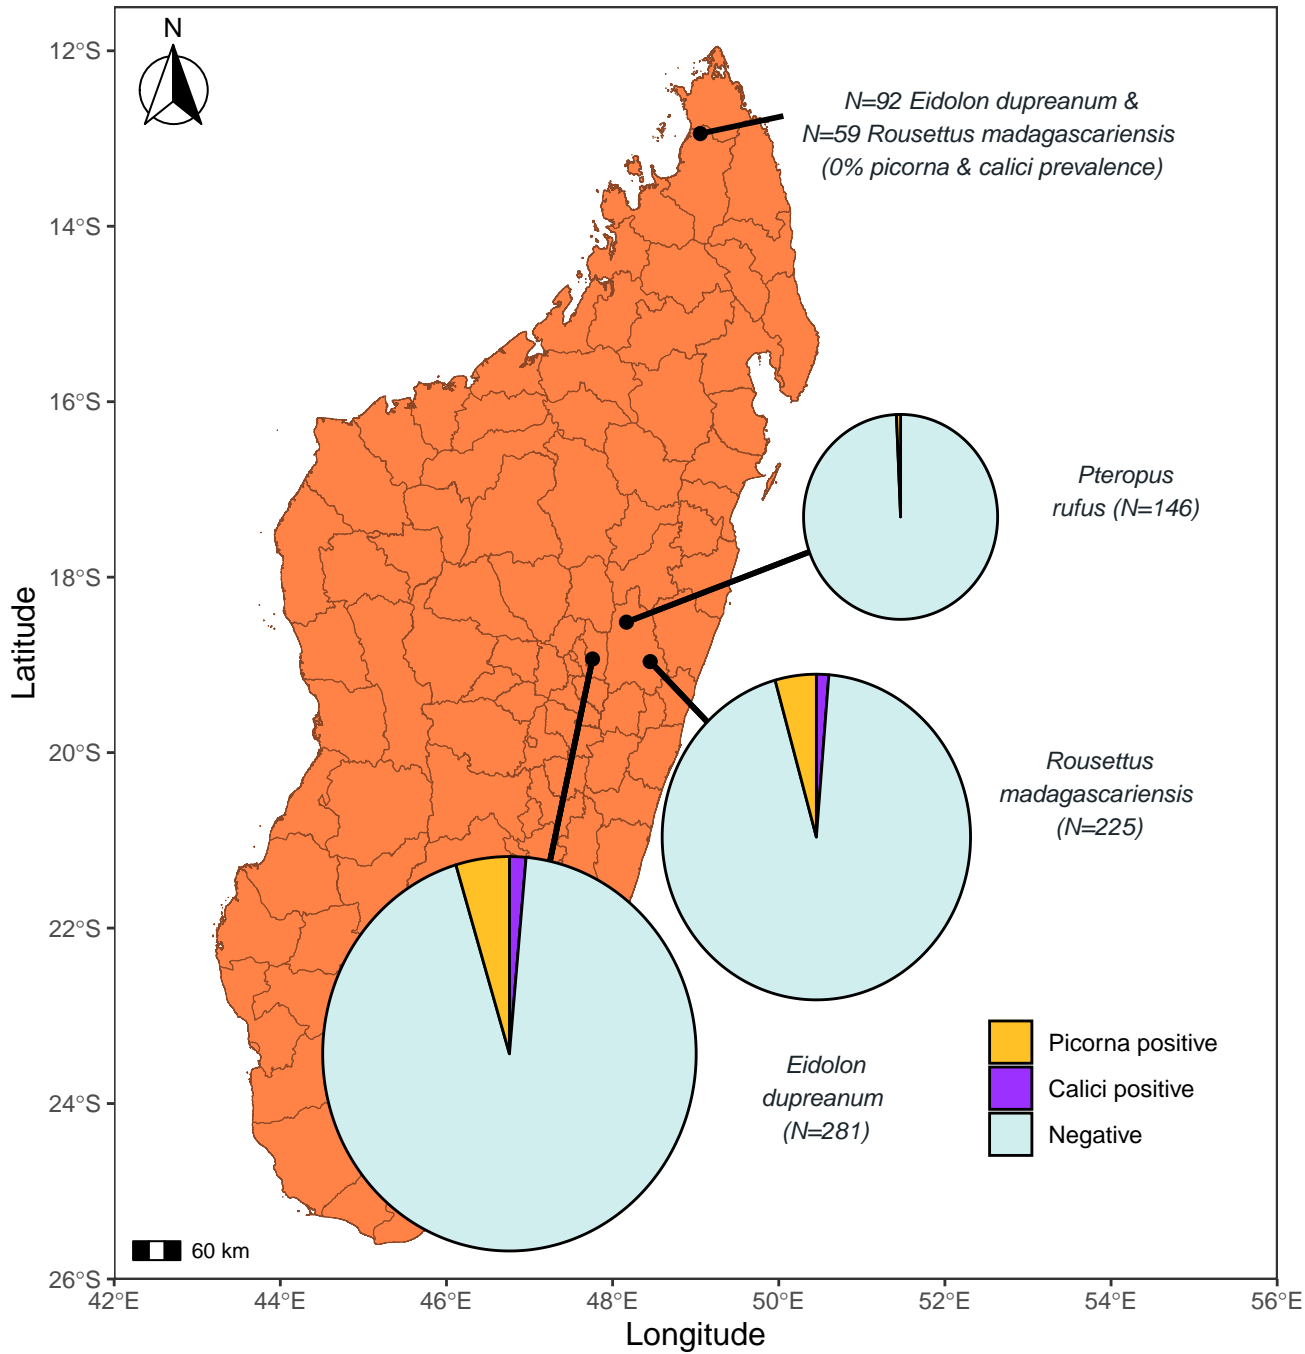 N
N=92 Eidolon dupreanum &
N=59 Rousettus madagascariensis
(0% picorna & calici prevalence)
12°S
14°S
16°S
18°S
20°S
22°S
24°S
26°S
Latitude
Pteropus
rufus (N=146)
Rousettus
madagascariensis
(N=225)
Eidolon
dupreanum
(N=281)
Picorna positive
Calici positive
Negative
60 km
42°E
44°E
46°E
48°E
50°E
52°E
54°E
56°E
Longitude